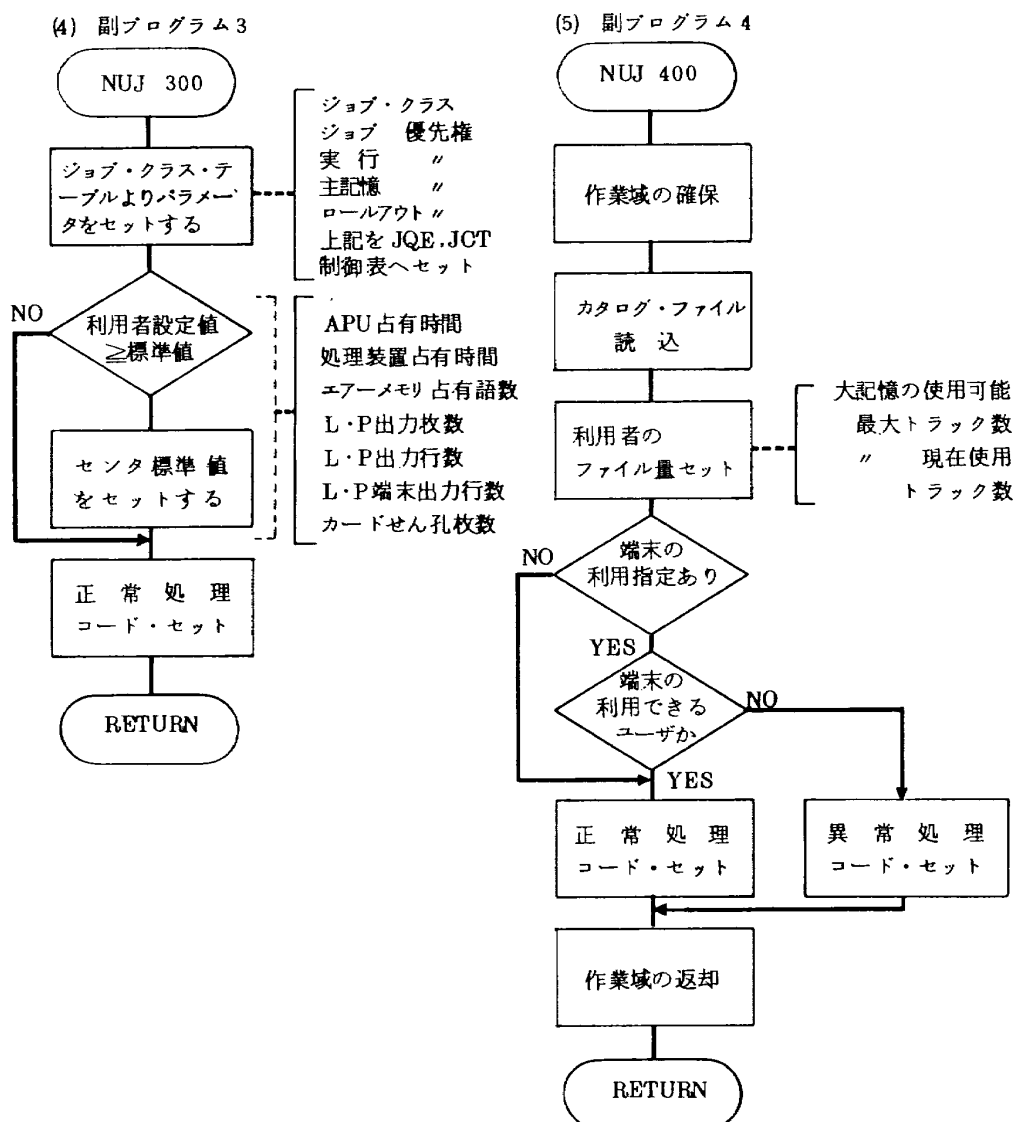 (4) 副プログラム3
NUJ 300
ジョブ・クラス・テ
ーブルよりパラメー
タをセットする
ジョブ・クラス
ジョブ 優先権
実行 〃
主記憶 〃
ロールアウト〃
上記をJQE.JCT
制御表へセット
NO
利用者設定値
≧標準値
APU占有時間
処理装置占有時間
エアーメモリ占有語数
L・P出力枚数
L・P出力行数
L・P端末出力行数
カードせん孔枚数
センタ標準値
をセットする
正常処理
コード・セット
RETURN
(5) 副プログラム4
NUJ 400
作業域の確保
カタログ・ファイル
読込
利用者の
ファイル量セット
大記憶の使用可能
最大トラック数
〃 現在使用
トラック数
NO
端末の
利用指定あり
YES
端末の
利用できる
ユーザか
NO
YES
正常処理
コード・セット
異常処理
コード・セット
作業域の返却
RETURN